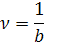 ν = 1/b